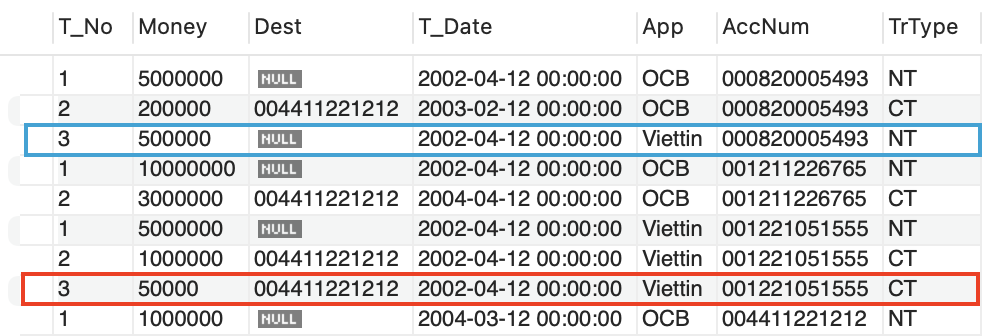 T_No Money Dest T_Date App AccNum TrType
1 5000000 NULL 2002-04-12 00:00:00 OCB 000820005493 NT
2 200000 004411221212 2003-02-12 00:00:00 OCB 000820005493 CT
3 500000 NULL 2002-04-12 00:00:00 Viettin 000820005493 NT
1 10000000 NULL 2002-04-12 00:00:00 OCB 001211226765 NT
2 3000000 004411221212 2004-04-12 00:00:00 OCB 001211226765 CT
1 5000000 NULL 2002-04-12 00:00:00 Viettin 001221051555 NT
2 1000000 004411221212 2002-04-12 00:00:00 Viettin 001221051555 CT
3 50000 004411221212 2002-04-12 00:00:00 Viettin 001221051555 CT
1 1000000 NULL 2004-03-12 00:00:00 OCB 004411221212 NT